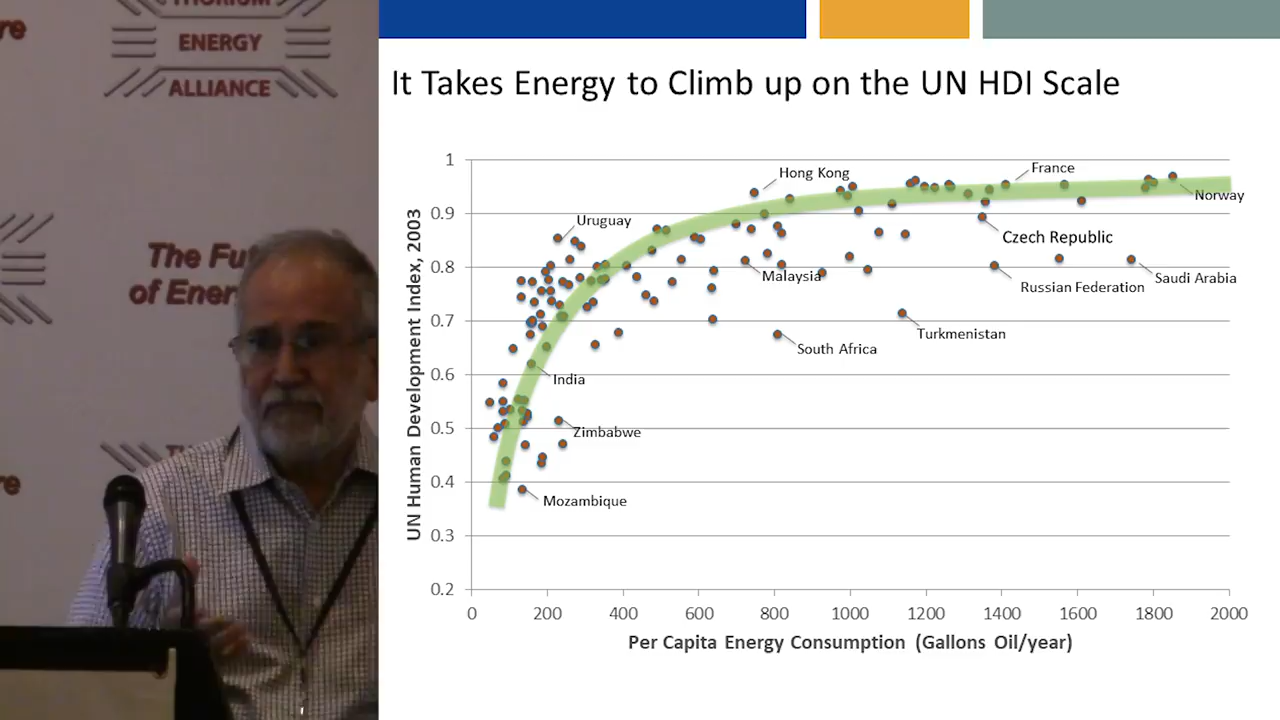 THORIUM
ENERGY
ALLIANCE
re
The Fu
of Ener
TH
re
It Takes Energy to Climb up on the UN HDI Scale
UN Human Development Index, 2003
1
0.9
0.8
0.7
0.6
0.5
0.4
0.3
0.2
Hong Kong
France
Norway
Uruguay
Czech Republic
Malaysia
Russian Federation
Saudi Arabia
Turkmenistan
South Africa
India
Zimbabwe
Mozambique
0 200 400 600 800 1000 1200 1400 1600 1800 2000
Per Capita Energy Consumption (Gallons Oil/year)